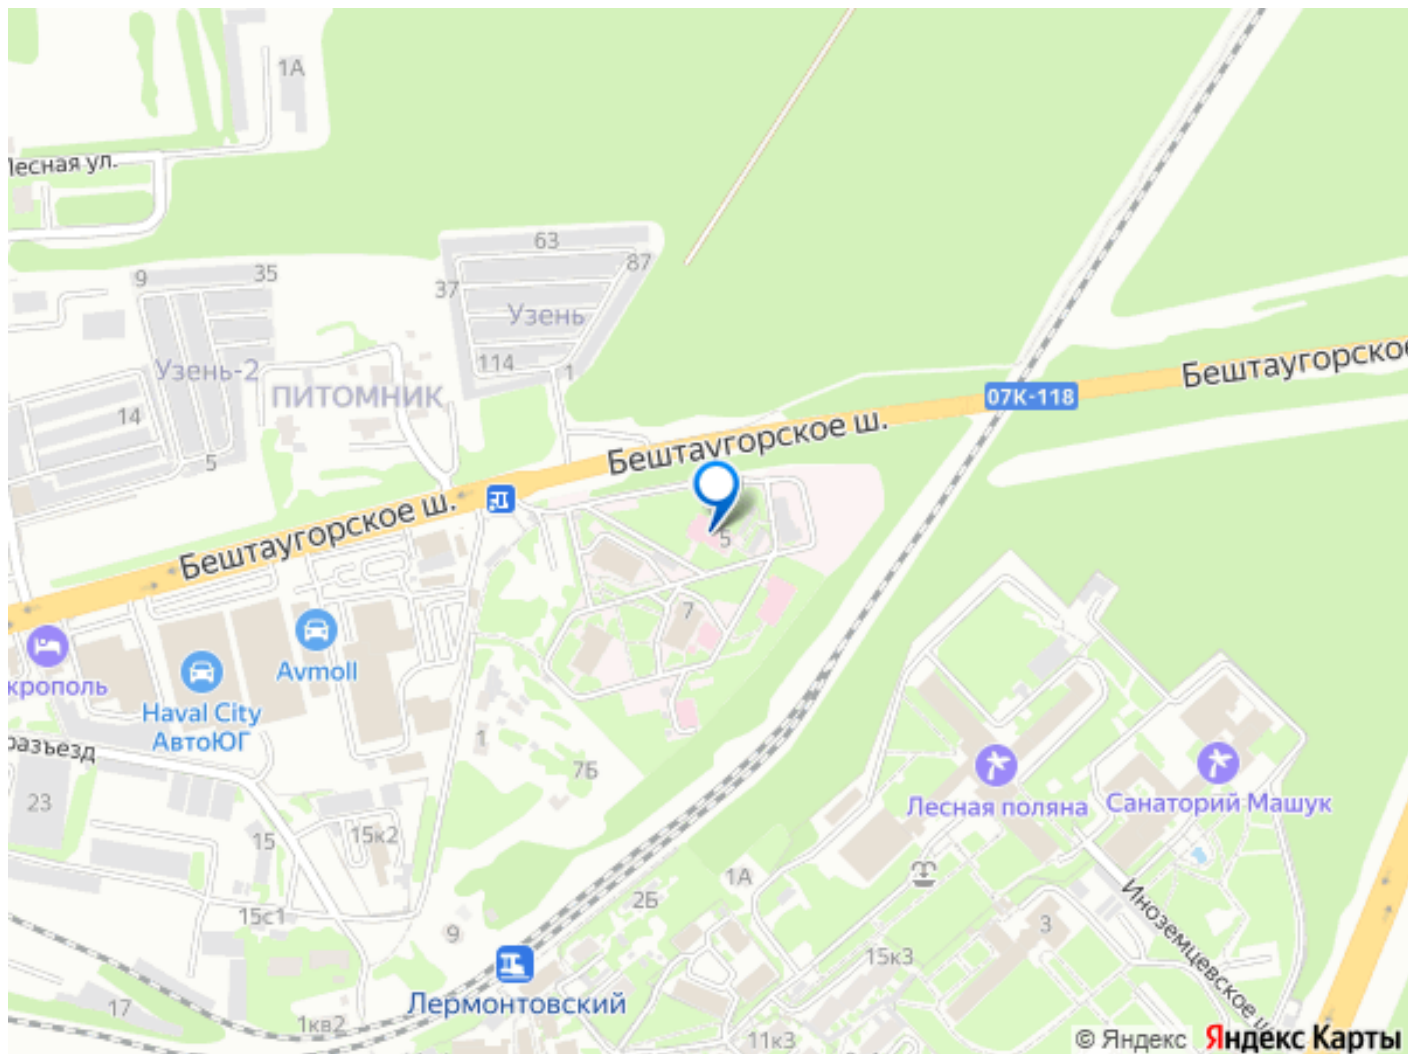 1А
Лесная ул.
63
87
9
35
37
Узень
114
1
Узень-2
ПИТОМНИК
14
5
Бештаугорское
07К-118
Бештаугорское ш.
Бештаугорское ш.
5
7
Avmoll
крополь
Haval City
АвтоЮГ
разъезд
1
7Б
23
15
15к2
Лесная поляна
Санаторий Машук
1А
2Б
15с1
9
3
15к3
Иноземцевское ш.
Лермонтовский
17
1кв2
11к3
© Яндекс Яндекс Карты